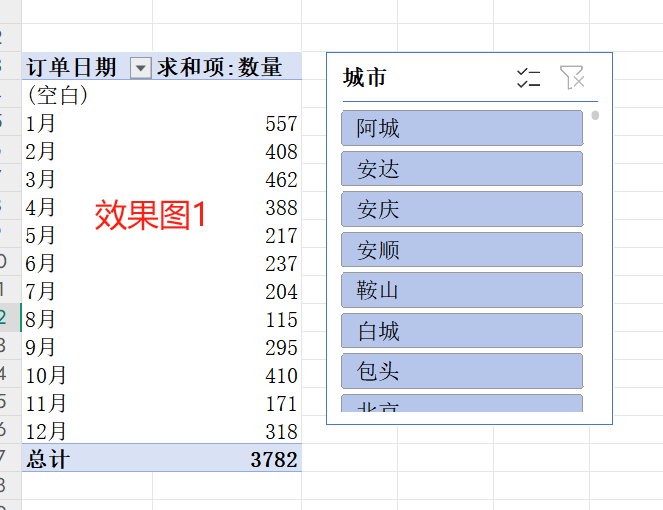 订单日期 求和项:数量
(空白)
1月 557
2月 408
3月 462
4月 388
5月 217
6月 237
7月 204
8月 115
9月 295
10月 410
11月 171
12月 318
总计 3782
效果图1
城市
阿城
安达
安庆
安顺
鞍山
白城
包头
北京